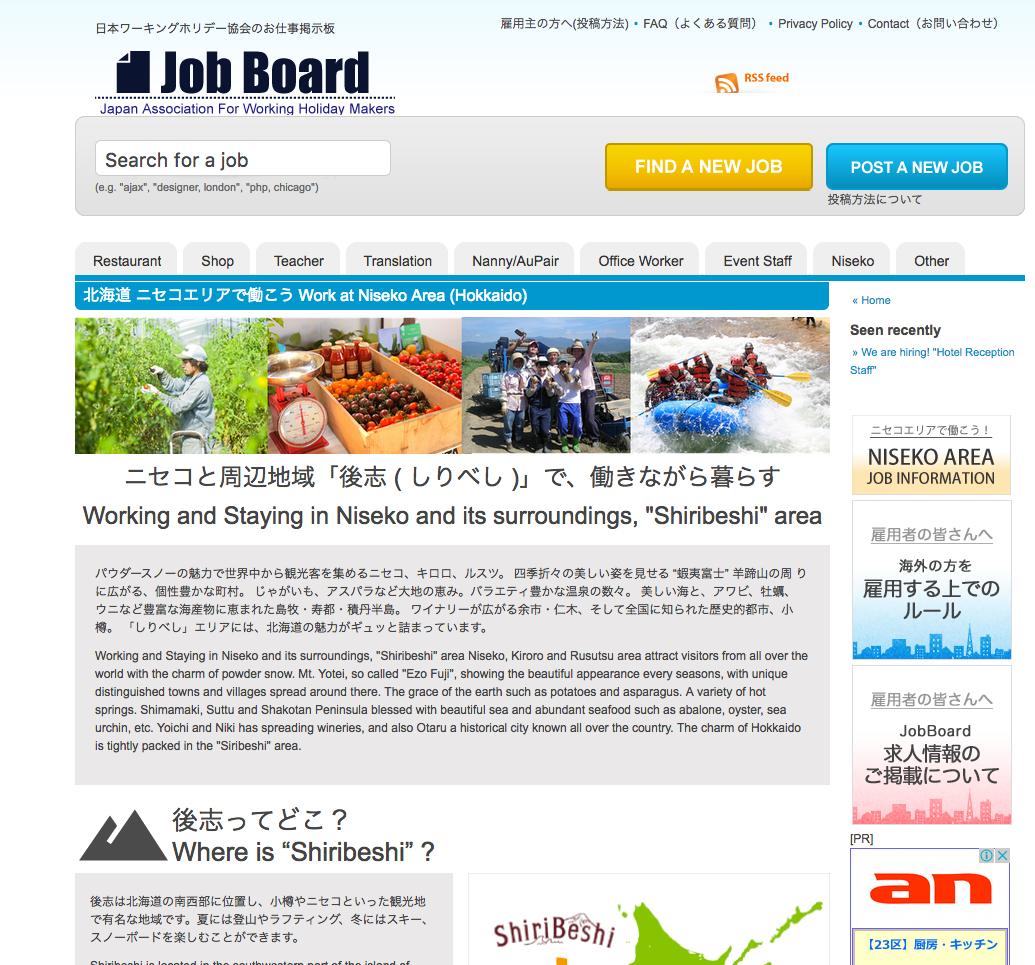 日本ワーキングホリデー協会のお仕事掲示板
雇用主の方へ(投稿方法) • FAQ（よくある質問） • Privacy Policy • Contact（お問い合わせ）
Job Board
Japan Association For Working Holiday Makers
RSS feed
Search for a job
(e.g. "ajax", "designer, london", "php, chicago")
FIND A NEW JOB
POST A NEW JOB
投稿方法について
Restaurant
Shop
Teacher
Translation
Nanny/AuPair
Office Worker
Event Staff
Niseko
Other
北海道 ニセコエリアで働こう Work at Niseko Area (Hokkaido)
ニセコと周辺地域「後志 ( しりべし )」で、働きながら暮らす
Working and Staying in Niseko and its surroundings, "Shiribeshi" area
パウダースノーの魅力で世界中から観光客を集めるニセコ、キロロ、ルスツ。 四季折々の美しい姿を見せる “蝦夷富士” 羊蹄山の周 り
に広がる、個性豊かな町村。 じゃがいも、アスパラなど大地の恵み。バラエティ豊かな温泉の数々。 美しい海と、アワビ、牡蠣、
ウニなど豊富な海産物に恵まれた島牧・寿都・積丹半島。 ワイナリーが広がる余市・仁木、そして全国に知られた歴史的都市、小
樽。 「しりべし」エリアには、北海道の魅力がギュッと詰まっています。
Working and Staying in Niseko and its surroundings, "Shiribeshi" area Niseko, Kiroro and Rusutsu area attract visitors from all over the
world with the charm of powder snow. Mt. Yotei, so called "Ezo Fuji", showing the beautiful appearance every seasons, with unique
distinguished towns and villages spread around there. The grace of the earth such as potatoes and asparagus. A variety of hot
springs. Shimamaki, Suttu and Shakotan Peninsula blessed with beautiful sea and abundant seafood such as abalone, oyster, sea
urchin, etc. Yoichi and Niki has spreading wineries, and also Otaru a historical city known all over the country. The charm of Hokkaido
is tightly packed in the "Siribeshi" area.
後志ってどこ？
Where is “Shiribeshi” ?
後志は北海道の南西部に位置し、小樽やニセコといった観光地
で有名な地域です。夏には登山やラフティング、冬にはスキー、
スノーボードを楽しむことができます。
Shiribeshi is located in the southwestern part of the island of
ShiriBeshi
« Home
Seen recently
» We are hiring! "Hotel Reception
Staff"
ニセコエリアで働こう！
NISEKO AREA
JOB INFORMATION
雇用者の皆さんへ
海外の方を
雇用する上での
ルール
雇用者の皆さんへ
JobBoard
求人情報の
ご掲載について
[PR]
an
【23区】厨房・キッチン